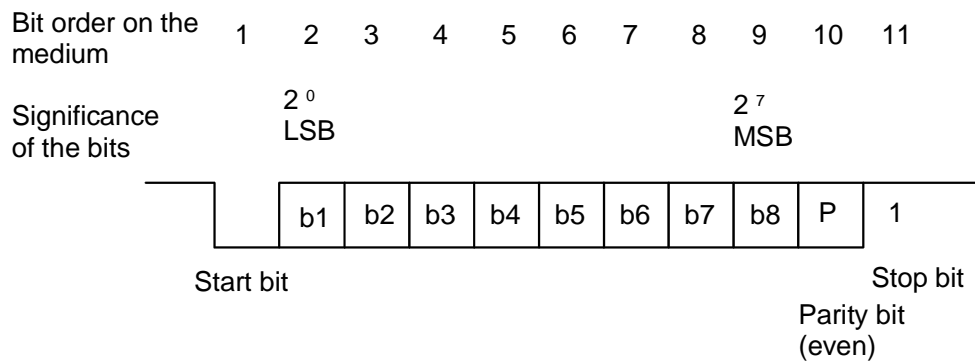 Bit order on the
medium
1 2 3 4 5 6 7 8 9 10 11
Significance
of the bits
2 0
LSB
2 7
MSB
b1 b2 b3 b4 b5 b6 b7 b8 P 1
Start bit
Stop bit
Parity bit
(even)